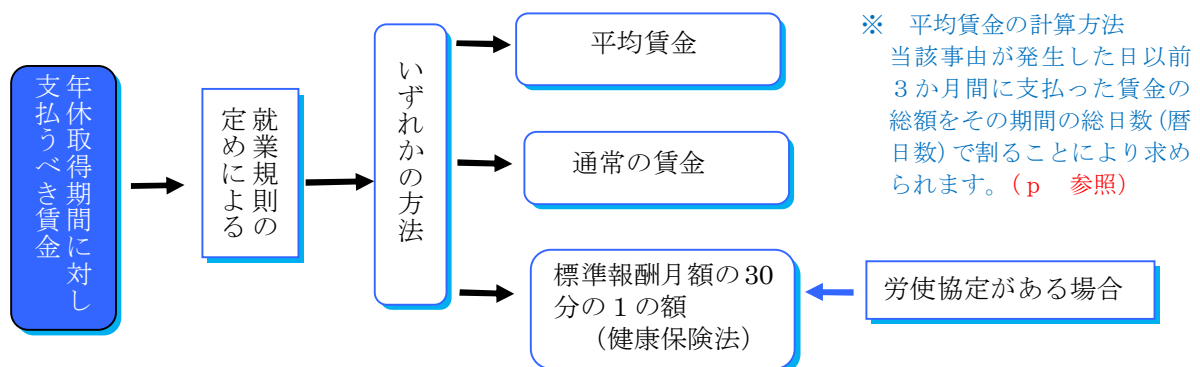 年休取得期間に対し
支払うべき賃金
就業規則の
定めによる
いずれかの方法
平均賃金
通常の賃金
標準報酬月額の30
分の1の額
（健康保険法）
労使協定がある場合
※　平均賃金の計算方法
当該事由が発生した日以前
３か月間に支払った賃金の
総額をその期間の総日数(暦
日数)で割ることにより求め
られます。（ｐ　参照）